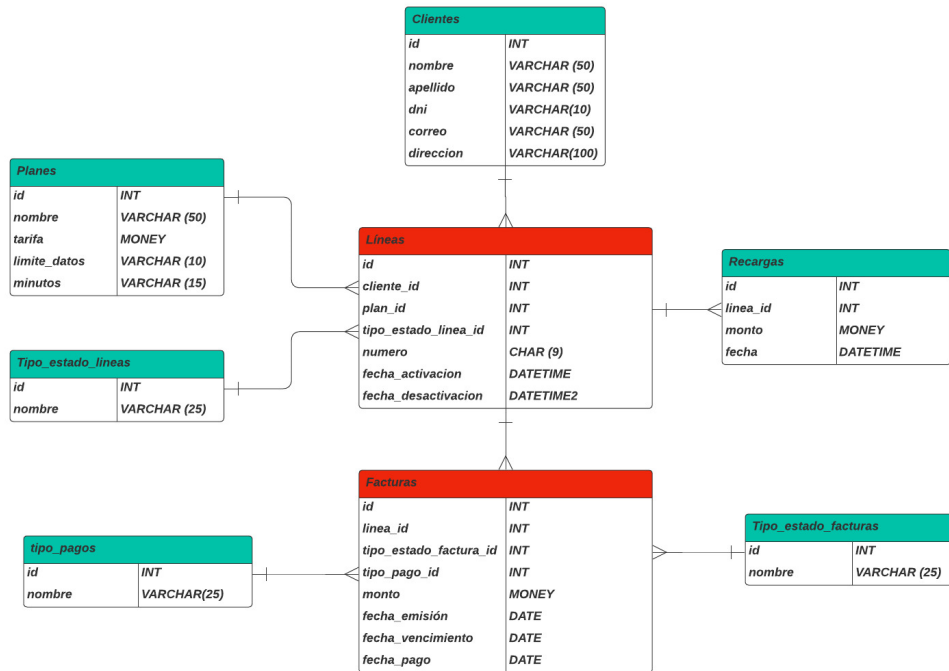 Clientes
id INT
nombre VARCHAR (50)
apellido VARCHAR (50)
dni VARCHAR(10)
correo VARCHAR (50)
direccion VARCHAR(100)
Planes
id INT
nombre VARCHAR (50)
tarifa MONEY
limite_datos VARCHAR (10)
minutos VARCHAR (15)
Líneas
id INT
cliente_id INT
plan_id INT
tipo_estado_linea_id INT
numero CHAR (9)
fecha_activacion DATETIME
fecha_desactivacion DATETIME2
Recargas
id INT
linea_id INT
monto MONEY
fecha DATETIME
Tipo_estado_lineas
id INT
nombre VARCHAR (25)
Facturas
id INT
linea_id INT
tipo_estado_factura_id INT
tipo_pago_id INT
monto MONEY
fecha_emisión DATE
fecha_vencimiento DATE
fecha_pago DATE
tipo_pagos
id INT
nombre VARCHAR(25)
Tipo_estado_facturas
id INT
nombre VARCHAR (25)